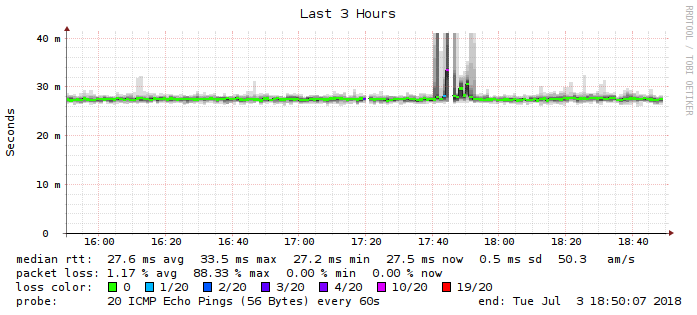 Last 3 Hours
RRDTOOL / TOBI OETIKER
Seconds
40 m
30 m
20 m
10 m
0
16:00 16:20 16:40 17:00 17:20 17:40 18:00 18:20 18:40
median rtt: 27.6 ms avg 33.5 ms max 27.2 ms min 27.5 ms now 0.5 ms sd 50.3 am/s
packet loss: 1.17 % avg 88.33 % max 0.00 % min 0.00 % now
loss color: 0 1/20 2/20 3/20 4/20 10/20 19/20
probe: 20 ICMP Echo Pings (56 Bytes) every 60s end: Tue Jul 3 18:50:07 2018